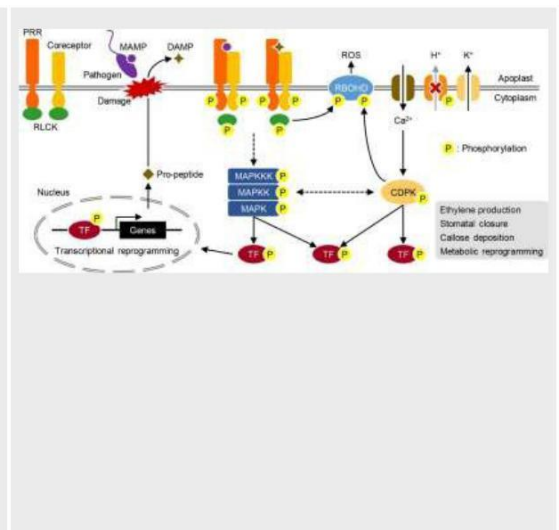 PRR
Coreceptor
MAMP
DAMP
ROS
H⁺
K⁺
Pathogen
Damage
RLCK
RBOHD
Apoplast
Cytoplasm
P P P P P P P
P P
Ca²⁺
P : Phosphorylation
Pro-peptide
MAPKKK P
MAPKK P
MAPK P
CDPK P
Nucleus
P
TF
Genes
Transcriptional reprogramming
TF P
TF P
TF P
Ethylene production
Stomatal closure
Callose deposition
Metabolic reprogramming